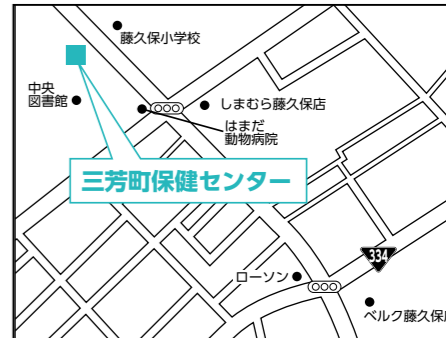 藤久保小学校
中央
図書館
しまむら藤久保店
はまだ
動物病院
三芳町保健センター
334
ローソン
ベルク藤久保店